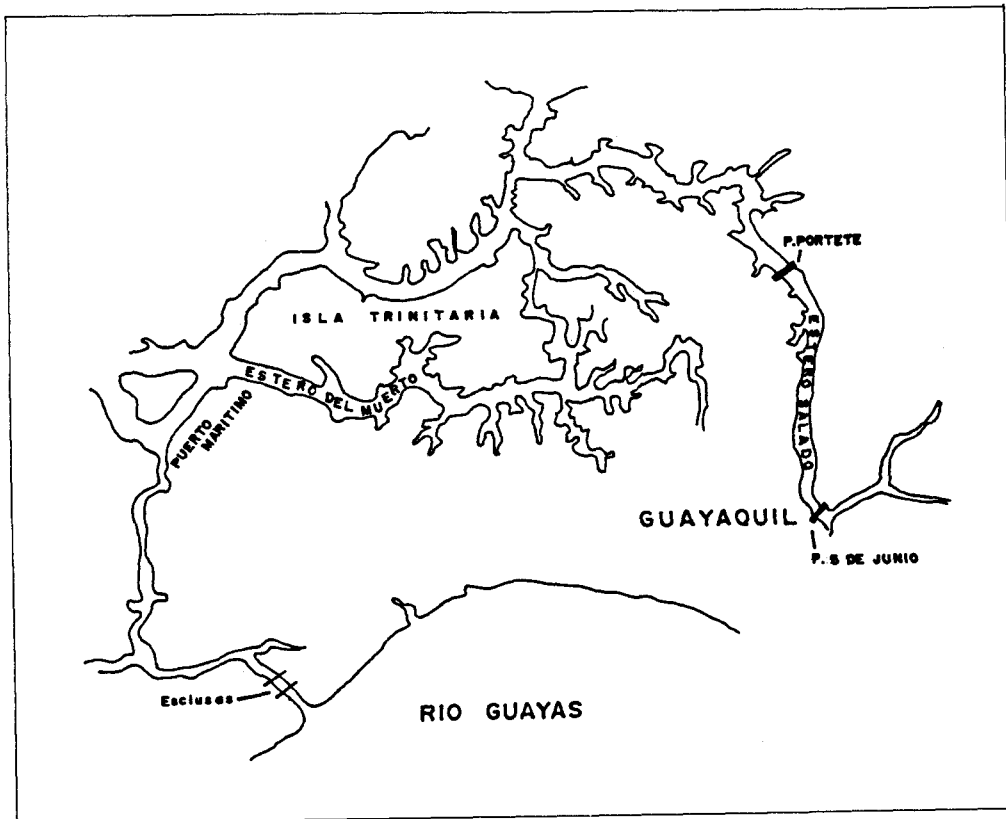 P. PORTETE
ISLA TRINITARIA
ESTERO DEL MUERTO
ESTERO SALADO
PUERTO
MARITIMO
GUAYAQUIL
P. 5 DE JUNIO
Esclusas
RIO GUAYAS